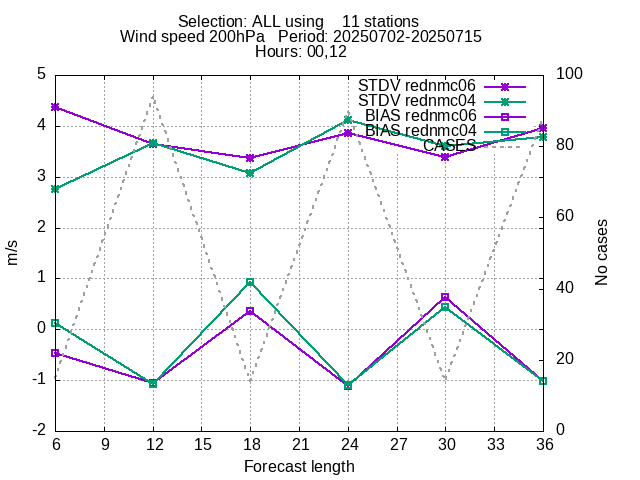 Selection: ALL using    11 stations
Wind speed 200hPa   Period: 20250702-20250715
Hours: 00,12
5
4
3
2
1
0
-1
-2
m/s
STDV rednmc06
STDV rednmc04
BIAS rednmc06
BIAS rednmc04
CASES
100
80
60
40
20
0
No cases
6 9 12 15 18 21 24 27 30 33 36
Forecast length